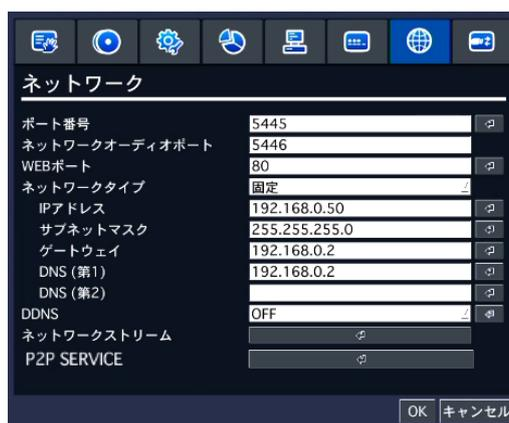 ネットワーク
ポート番号 5445
ネットワークオーディオポート 5446
WEBポート 80
ネットワークタイプ 固定
IPアドレス 192.168.0.50
サブネットマスク 255.255.255.0
ゲートウェイ 192.168.0.2
DNS (第1) 192.168.0.2
DNS (第2)
DDNS OFF
ネットワークストリーム
P2P SERVICE
OK キャンセル